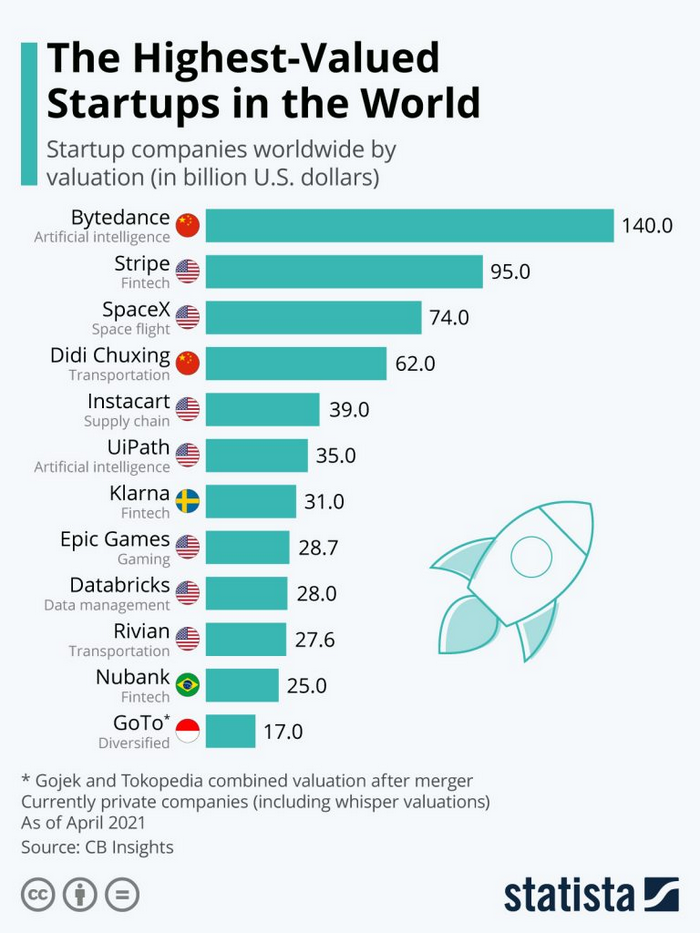 The Highest-Valued
Startups in the World
Startup companies worldwide by
valuation (in billion U.S. dollars)
Bytedance
Artificial intelligence
140.0
Stripe
Fintech
95.0
SpaceX
Space flight
74.0
Didi Chuxing
Transportation
62.0
Instacart
Supply chain
39.0
UiPath
Artificial intelligence
35.0
Klarna
Fintech
31.0
Epic Games
Gaming
28.7
Databricks
Data management
28.0
Rivian
Transportation
27.6
Nubank
Fintech
25.0
GoTo*
Diversified
17.0
* Gojek and Tokopedia combined valuation after merger
Currently private companies (including whisper valuations)
As of April 2021
Source: CB Insights
cc
statista